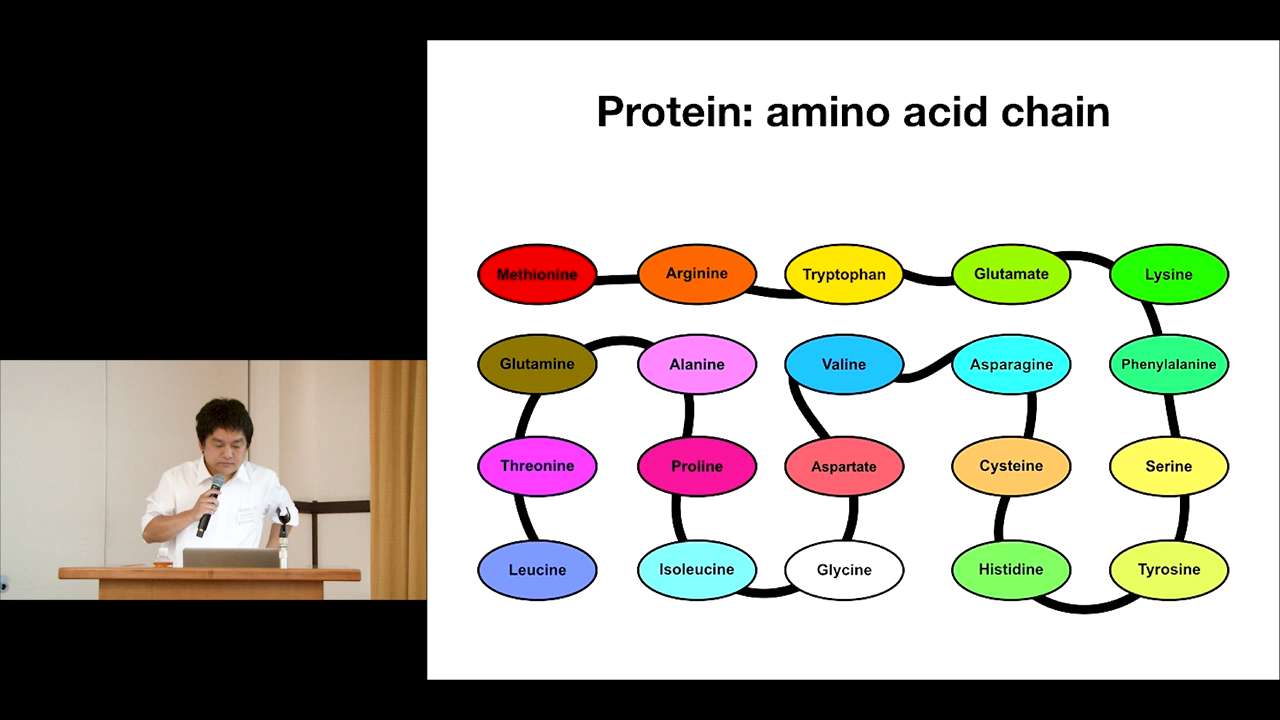 Protein: amino acid chain
Methionine
Arginine
Tryptophan
Glutamate
Lysine
Glutamine
Alanine
Valine
Asparagine
Phenylalanine
Threonine
Proline
Aspartate
Cysteine
Serine
Leucine
Isoleucine
Glycine
Histidine
Tyrosine